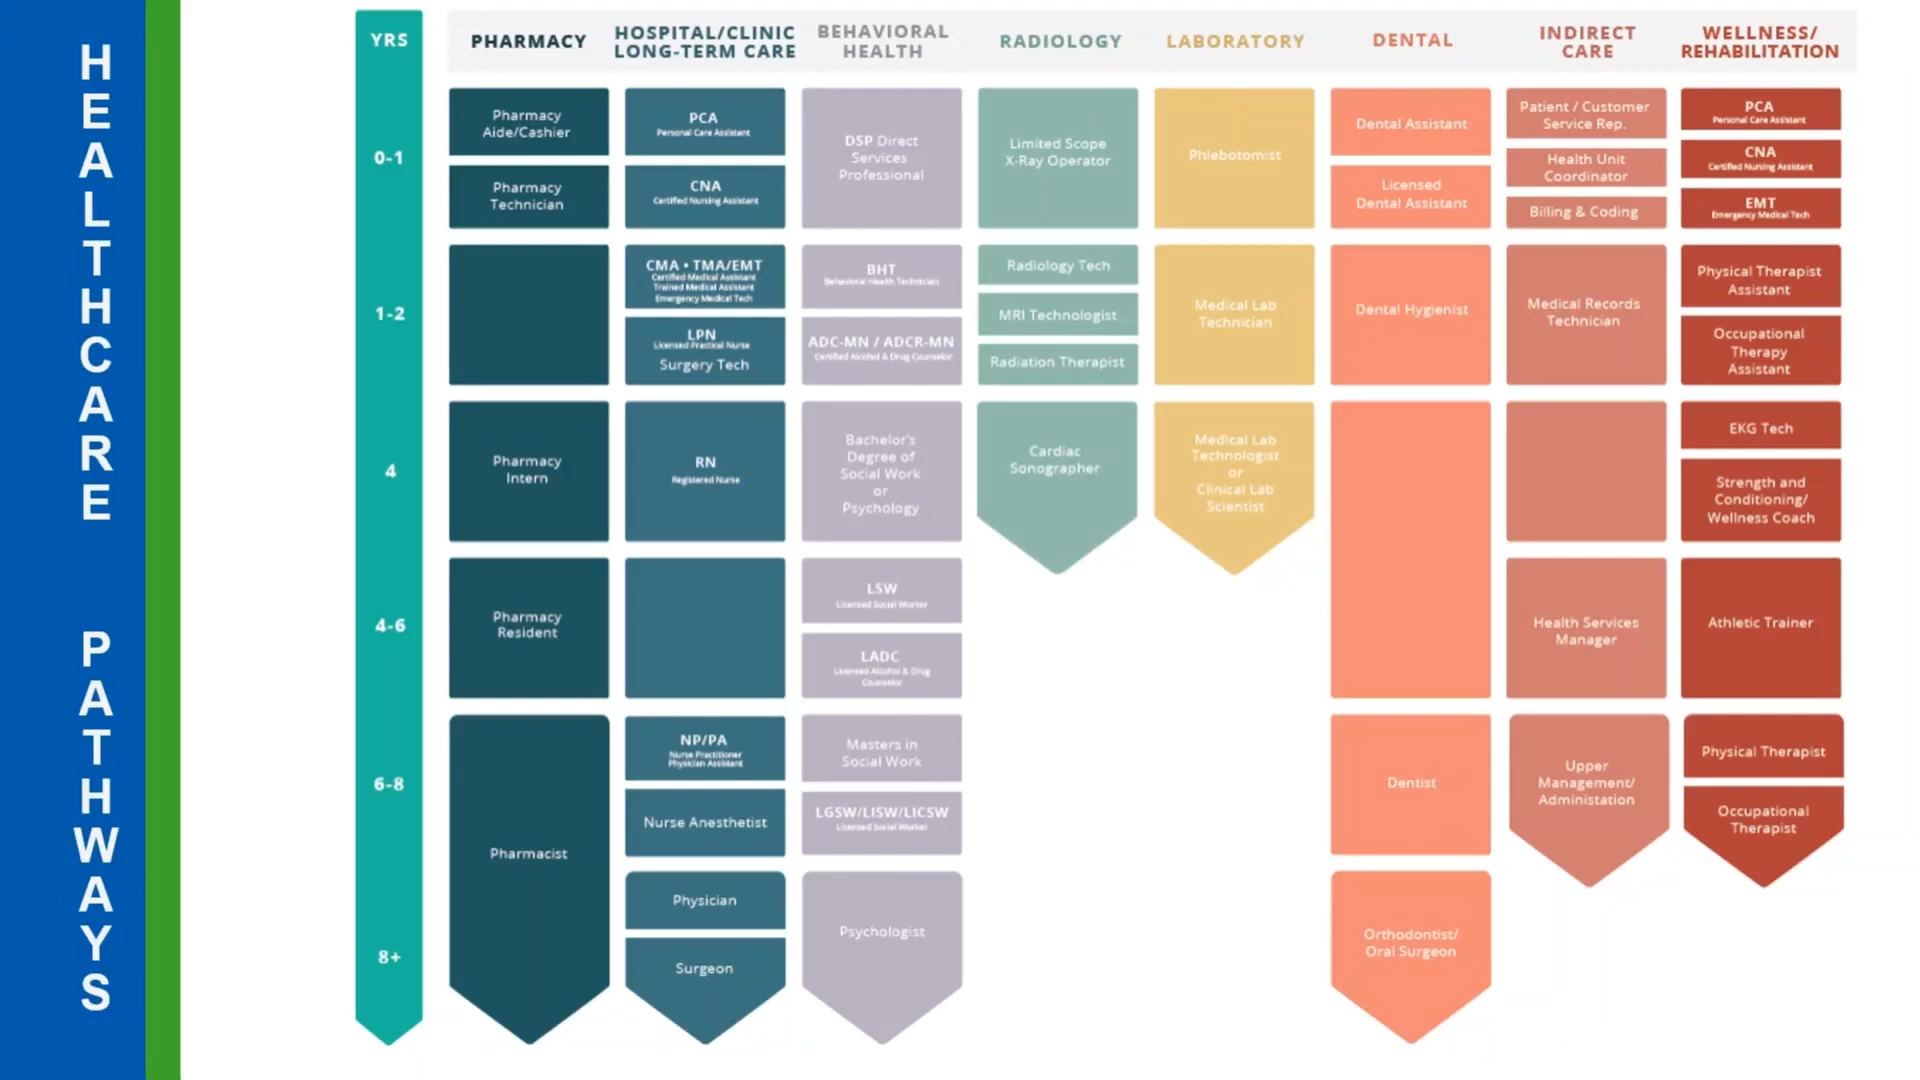 HEALTHCARE
PATHWAYS
YRS
0-1
1-2
4
4-6
6-8
8+
PHARMACY
Pharmacy
Aide/Cashier
Pharmacy
Technician
Pharmacy
Intern
Pharmacy
Resident
Pharmacist
HOSPITAL/CLINIC
LONG-TERM CARE
PCA
Personal Care Assistant
CNA
Certified Nursing Assistant
CMA • TMA/EMT
Certified Medical Assistant
Trained Medical Assistant
Emergency Medical Tech
LPN
Licensed Practical Nurse
Surgery Tech
RN
Registered Nurse
NP/PA
Nurse Practitioner
Physician Assistant
Nurse Anesthetist
Physician
Surgeon
BEHAVIORAL
HEALTH
DSP Direct
Services
Professional
BHT
Behavioral Health Technician
ADC-MN / ADCR-MN
Certified Alcohol & Drug Counselor
Bachelor's
Degree of
Social Work
or
Psychology
LSW
Licensed Social Worker
LADC
Licensed Alcohol & Drug
Counselor
Masters in
Social Work
LGSW/LISW/LICSW
Licensed Social Worker
Psychologist
RADIOLOGY
Limited Scope
X-Ray Operator
Radiology Tech
MRI Technologist
Radiation Therapist
Cardiac
Sonographer
LABORATORY
Phlebotomist
Medical Lab
Technician
Medical Lab
Technologist
or
Clinical Lab
Scientist
DENTAL
Dental Assistant
Licensed
Dental Assistant
Dental Hygienist
Dentist
Orthodontist/
Oral Surgeon
INDIRECT
CARE
Patient / Customer
Service Rep.
Health Unit
Coordinator
Billing & Coding
Medical Records
Technician
Health Services
Manager
Upper
Management/
Administation
WELLNESS/
REHABILITATION
PCA
Personal Care Assistant
CNA
Certified Nursing Assistant
EMT
Emergency Medical Tech
Physical Therapist
Assistant
Occupational
Therapy
Assistant
EKG Tech
Strength and
Conditioning/
Wellness Coach
Athletic Trainer
Physical Therapist
Occupational
Therapist